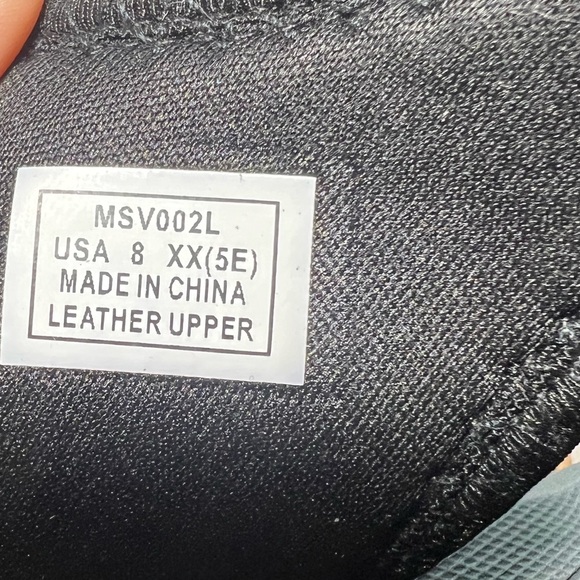 MSV002L
USA 8 XX(5E)
MADE IN CHINA
LEATHER UPPER